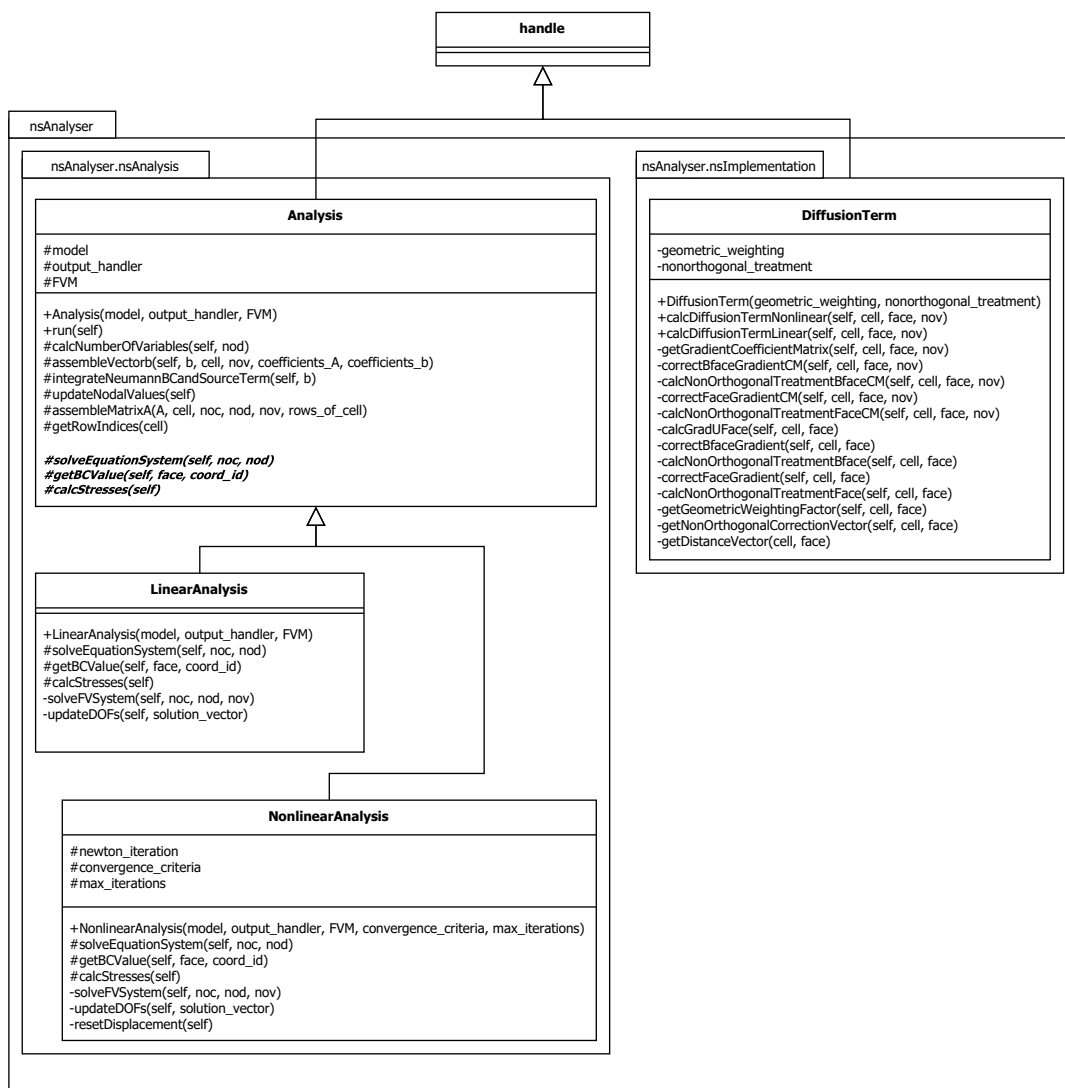 handle
nsAnalyser
nsAnalyser.nsAnalysis
Analysis
#model
#output_handler
#FVM
+Analysis(model, output_handler, FVM)
+run(self)
#calcNumberOfVariables(self, nod)
#assembleVectorb(self, b, cell, nov, coefficients_A, coefficients_b)
#integrateNeumannBCandSourceTerm(self, b)
#updateNodalValues(self)
#assembleMatrixA(A, cell, noc, nod, nov, rows_of_cell)
#getRowIndices(cell)
#solveEquationSystem(self, noc, nod)
#getBCValue(self, face, coord_id)
#calcStresses(self)
LinearAnalysis
+LinearAnalysis(model, output_handler, FVM)
#solveEquationSystem(self, noc, nod)
#getBCValue(self, face, coord_id)
#calcStresses(self)
-solveFVSystem(self, noc, nod, nov)
-updateDOFs(self, solution_vector)
NonlinearAnalysis
#newton_iteration
#convergence_criteria
#max_iterations
+NonlinearAnalysis(model, output_handler, FVM, convergence_criteria, max_iterations)
#solveEquationSystem(self, noc, nod)
#getBCValue(self, face, coord_id)
#calcStresses(self)
-solveFVSystem(self, noc, nod, nov)
-updateDOFs(self, solution_vector)
-resetDisplacement(self)
nsAnalyser.nsImplementation
DiffusionTerm
-geometric_weighting
-nonorthogonal_treatment
+DiffusionTerm(geometric_weighting, nonorthogonal_treatment)
+calcDiffusionTermNonlinear(self, cell, face, nov)
+calcDiffusionTermLinear(self, cell, face, nov)
-getGradientCoefficientMatrix(self, cell, face, nov)
-correctBfaceGradientCM(self, cell, face, nov)
-calcNonOrthogonalTreatmentBfaceCM(self, cell, face, nov)
-correctFaceGradientCM(self, cell, face, nov)
-calcNonOrthogonalTreatmentFaceCM(self, cell, face, nov)
-calcGradUFace(self, cell, face)
-correctBfaceGradient(self, cell, face)
-calcNonOrthogonalTreatmentBface(self, cell, face)
-correctFaceGradient(self, cell, face)
-calcNonOrthogonalTreatmentFace(self, cell, face)
-getGeometricWeightingFactor(self, cell, face)
-getNonOrthogonalCorrectionVector(self, cell, face)
-getDistanceVector(cell, face)